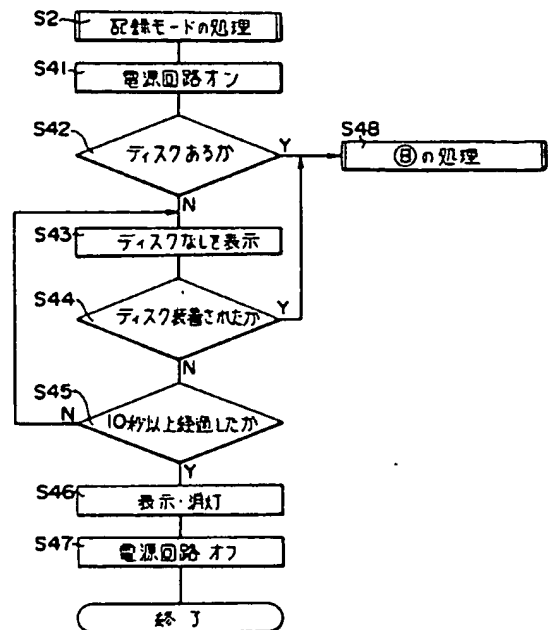 S2
記録モードの処理
S41
電源回路オン
S42
ディスクあるか
Y
S48
Ⓑの処理
N
S43
ディスクなしを表示
S44
ディスク装着されたか
Y
N
S45
N
10秒以上経過したか
Y
S46
表示・消灯
S47
電源回路オフ
終了